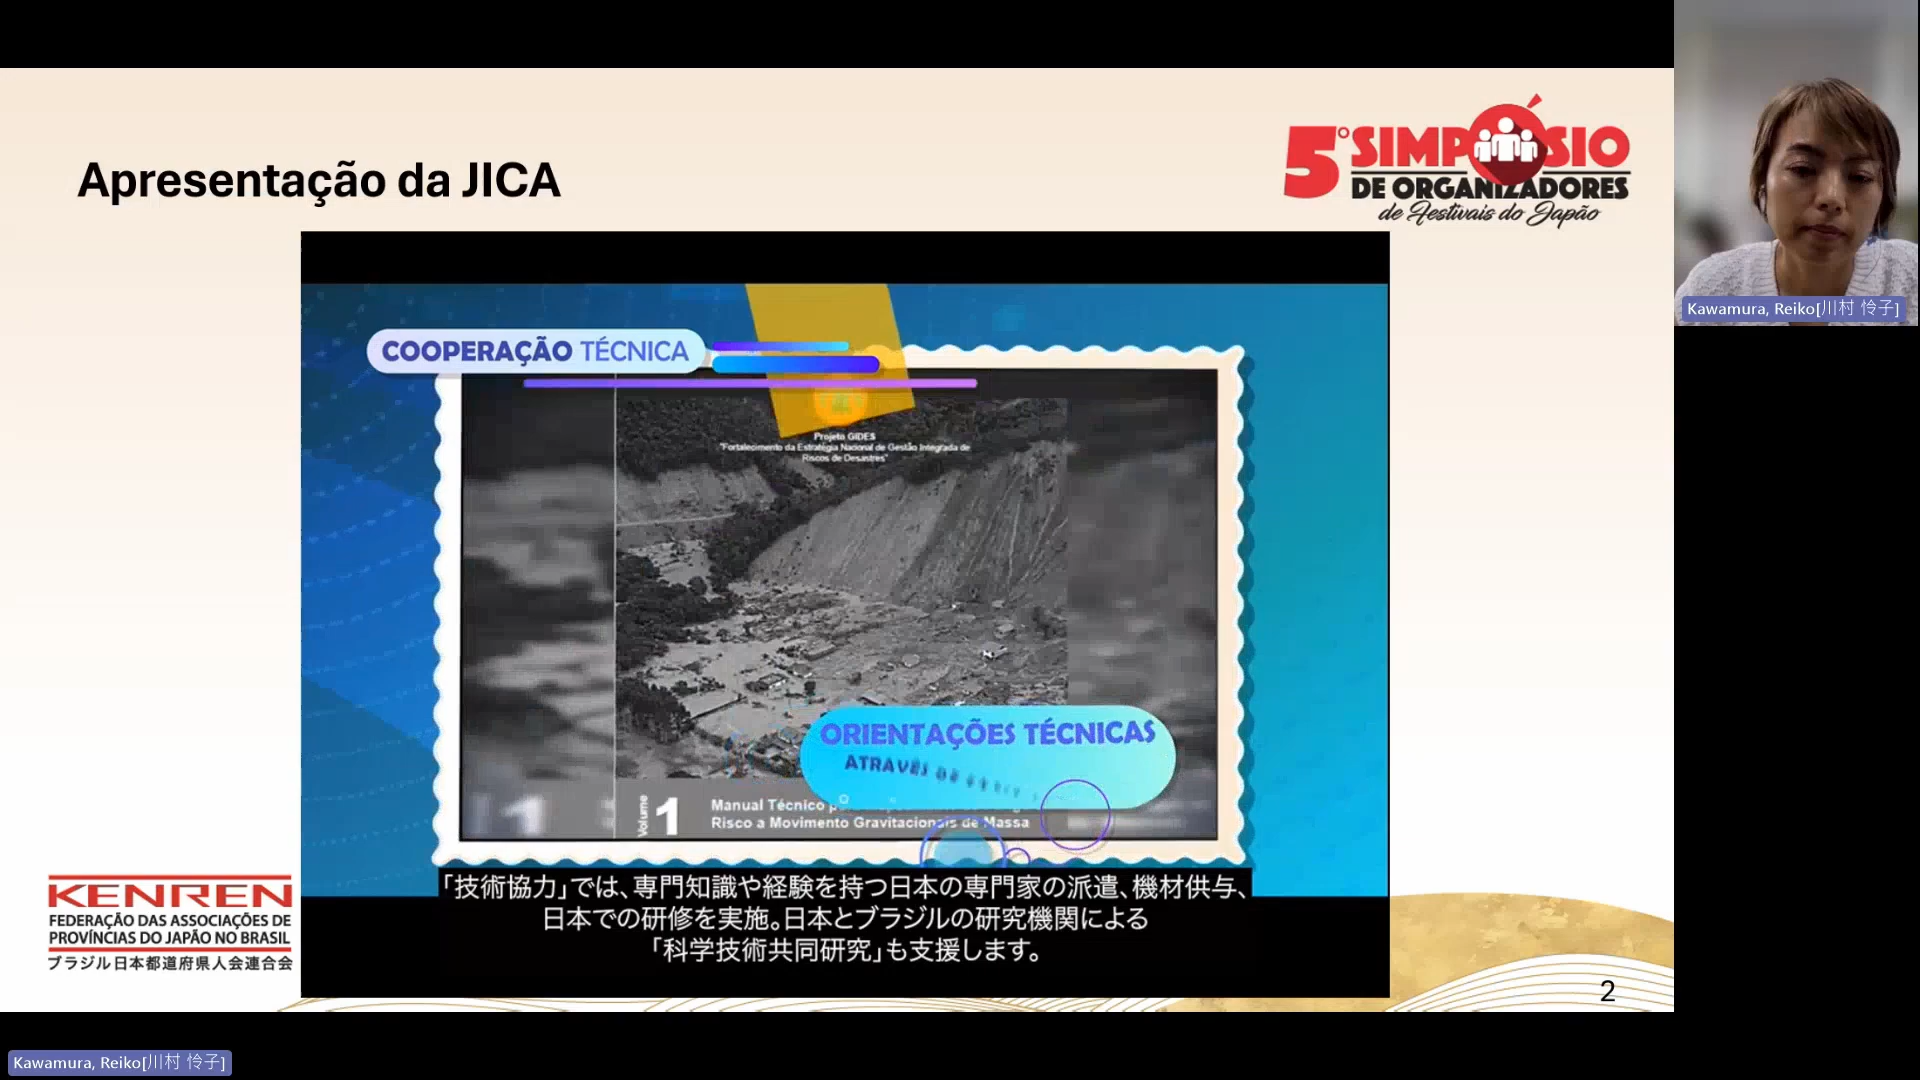 Apresentação da JICA
5º SIMPÓSIO
DE ORGANIZADORES
de Festivais do Japão
Kawamura, Reiko[川村 怜子]
COOPERAÇÃO TÉCNICA
Projeto GIDES
"Fortalecimento da Estratégia Nacional de Gestão Integrada de
Riscos de Desastres"
ORIENTAÇÕES TÉCNICAS
ATRAVÉS DE
Volume 1
Manual Técnico
Risco a Movimento Gravitacionais de Massa
「技術協力」では、専門知識や経験を持つ日本の専門家の派遣、機材供与、
日本での研修を実施。日本とブラジルの研究機関による
「科学技術共同研究」も支援します。
KENREN
FEDERAÇÃO DAS ASSOCIAÇÕES DE
PROVÍNCIAS DO JAPÃO NO BRASIL
ブラジル日本都道府県人会連合会
2
Kawamura, Reiko[川村 怜子]